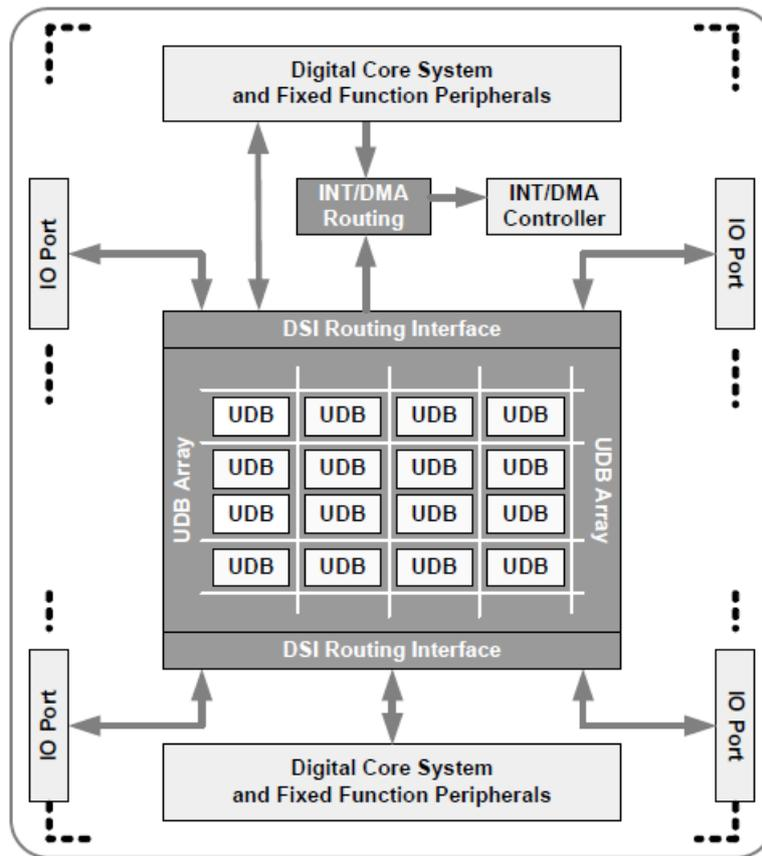 Digital Core System
and Fixed Function Peripherals
INT/DMA
Routing
INT/DMA
Controller
IO Port
IO Port
DSI Routing Interface
UDB Array
UDB UDB UDB UDB
UDB UDB UDB UDB
UDB UDB UDB UDB
UDB UDB UDB UDB
UDB Array
DSI Routing Interface
IO Port
IO Port
Digital Core System
and Fixed Function Peripherals